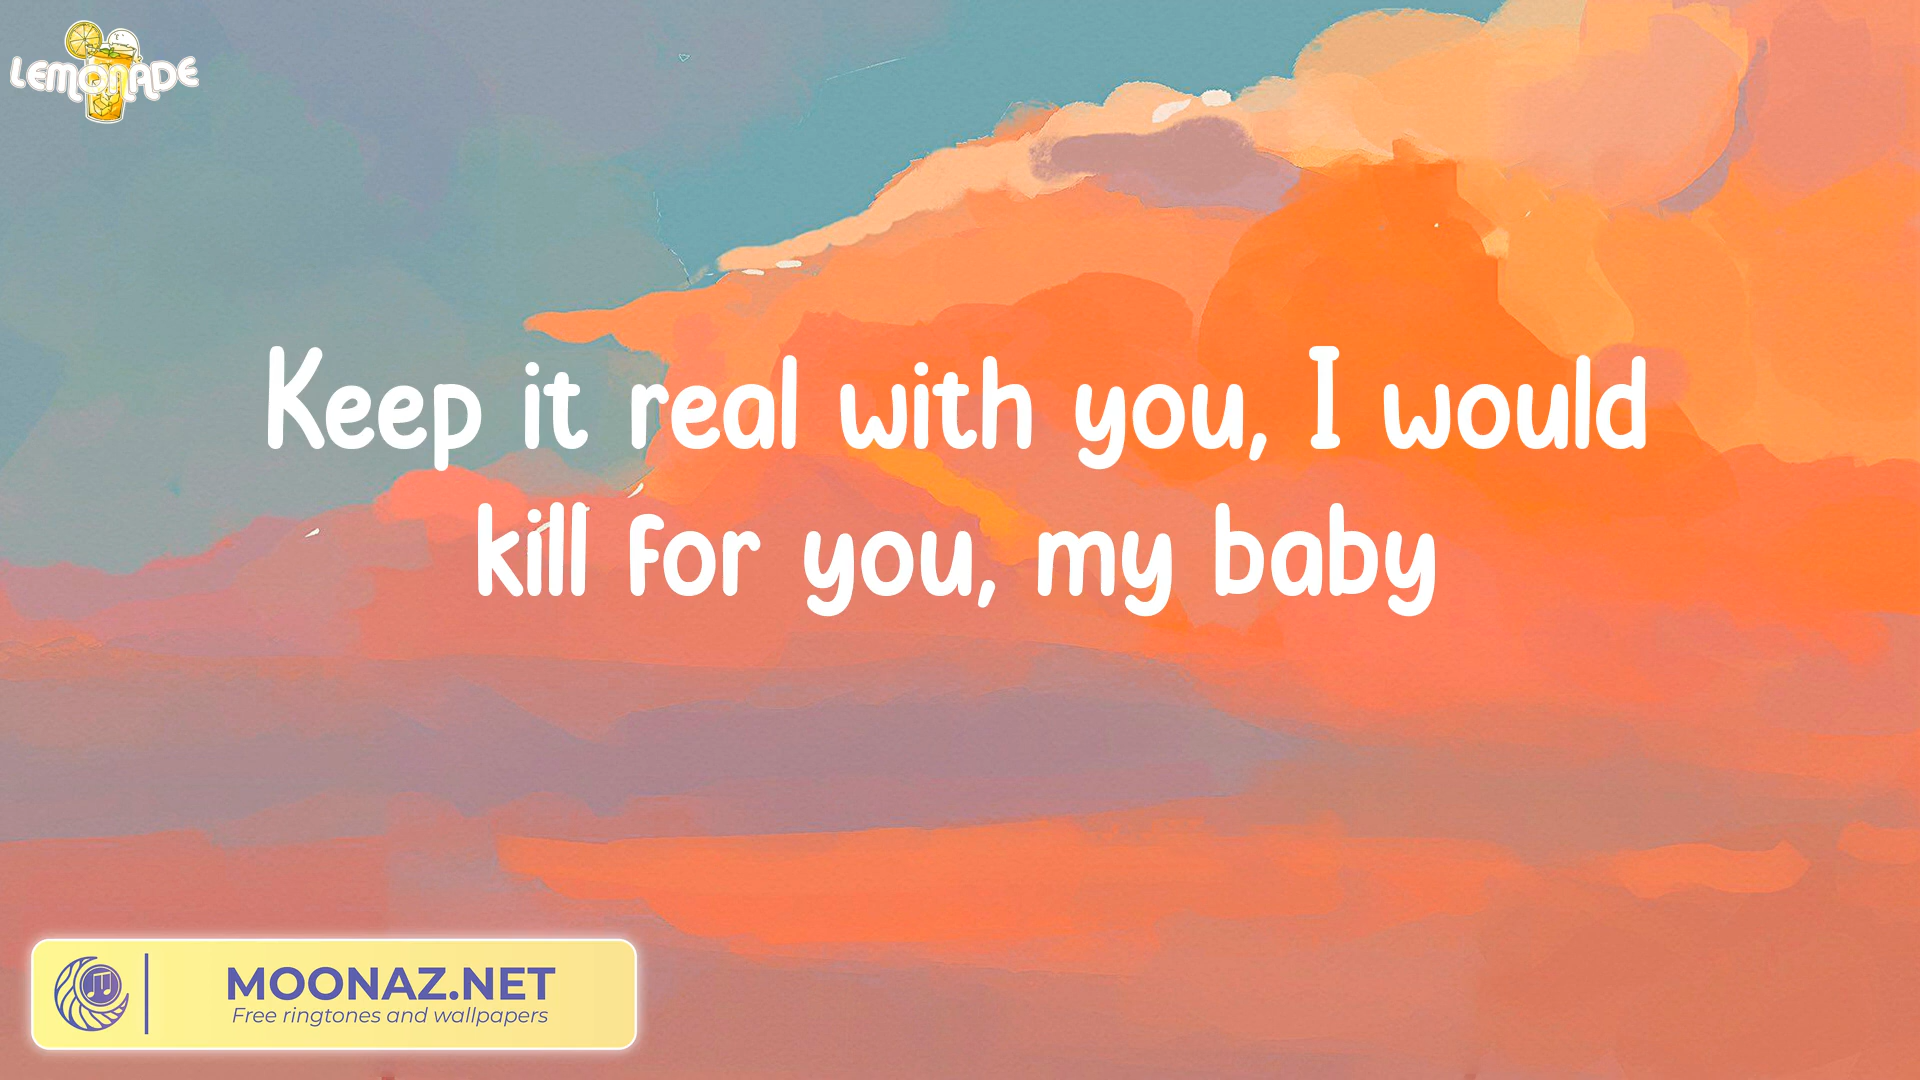 LEMONADE
Keep it real with you, I would
kill for you, my baby
MOONAZ.NET
Free ringtones and wallpapers